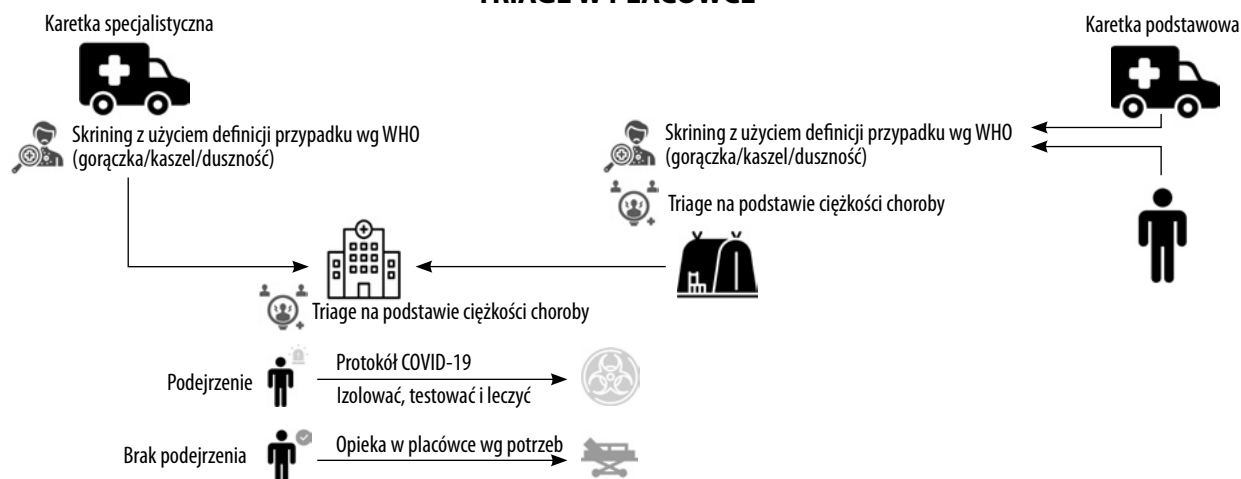 TRIAGE W PLACÓWCE
Karetka specjalistyczna
Karetka podstawowa
Skrining z użyciem definicji przypadku wg WHO
(gorączka/kaszel/duszność)
Skrining z użyciem definicji przypadku wg WHO
(gorączka/kaszel/duszność)
Triage na podstawie ciężkości choroby
Triage na podstawie ciężkości choroby
Podejrzenie
Protokół COVID-19
Izolować, testować i leczyć
Brak podejrzenia
Opieka w placówce wg potrzeb